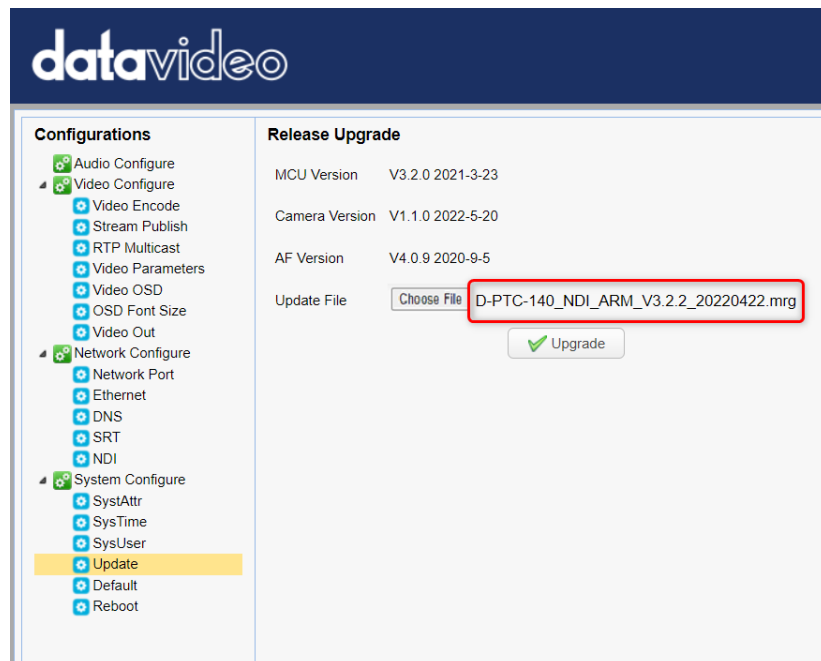 datavideo
Configurations
Audio Configure
Video Configure
Video Encode
Stream Publish
RTP Multicast
Video Parameters
Video OSD
OSD Font Size
Video Out
Network Configure
Network Port
Ethernet
DNS
SRT
NDI
System Configure
SystAttr
SysTime
SysUser
Update
Default
Reboot
Release Upgrade
MCU Version V3.2.0 2021-3-23
Camera Version V1.1.0 2022-5-20
AF Version V4.0.9 2020-9-5
Update File Choose File D-PTC-140_NDI_ARM_V3.2.2_20220422.mrg
Upgrade